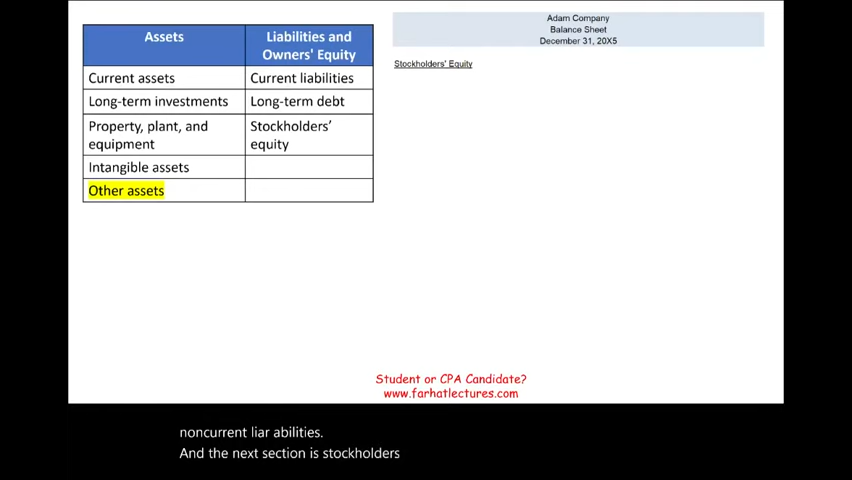 Assets
Liabilities and
Owners' Equity
Current assets
Current liabilities
Long-term investments
Long-term debt
Property, plant, and
equipment
Stockholders'
equity
Intangible assets
Other assets
Adam Company
Balance Sheet
December 31, 20X5
Stockholders' Equity
Student or CPA Candidate?
www.farhatlectures.com
noncurrent liar abilities.
And the next section is stockholders